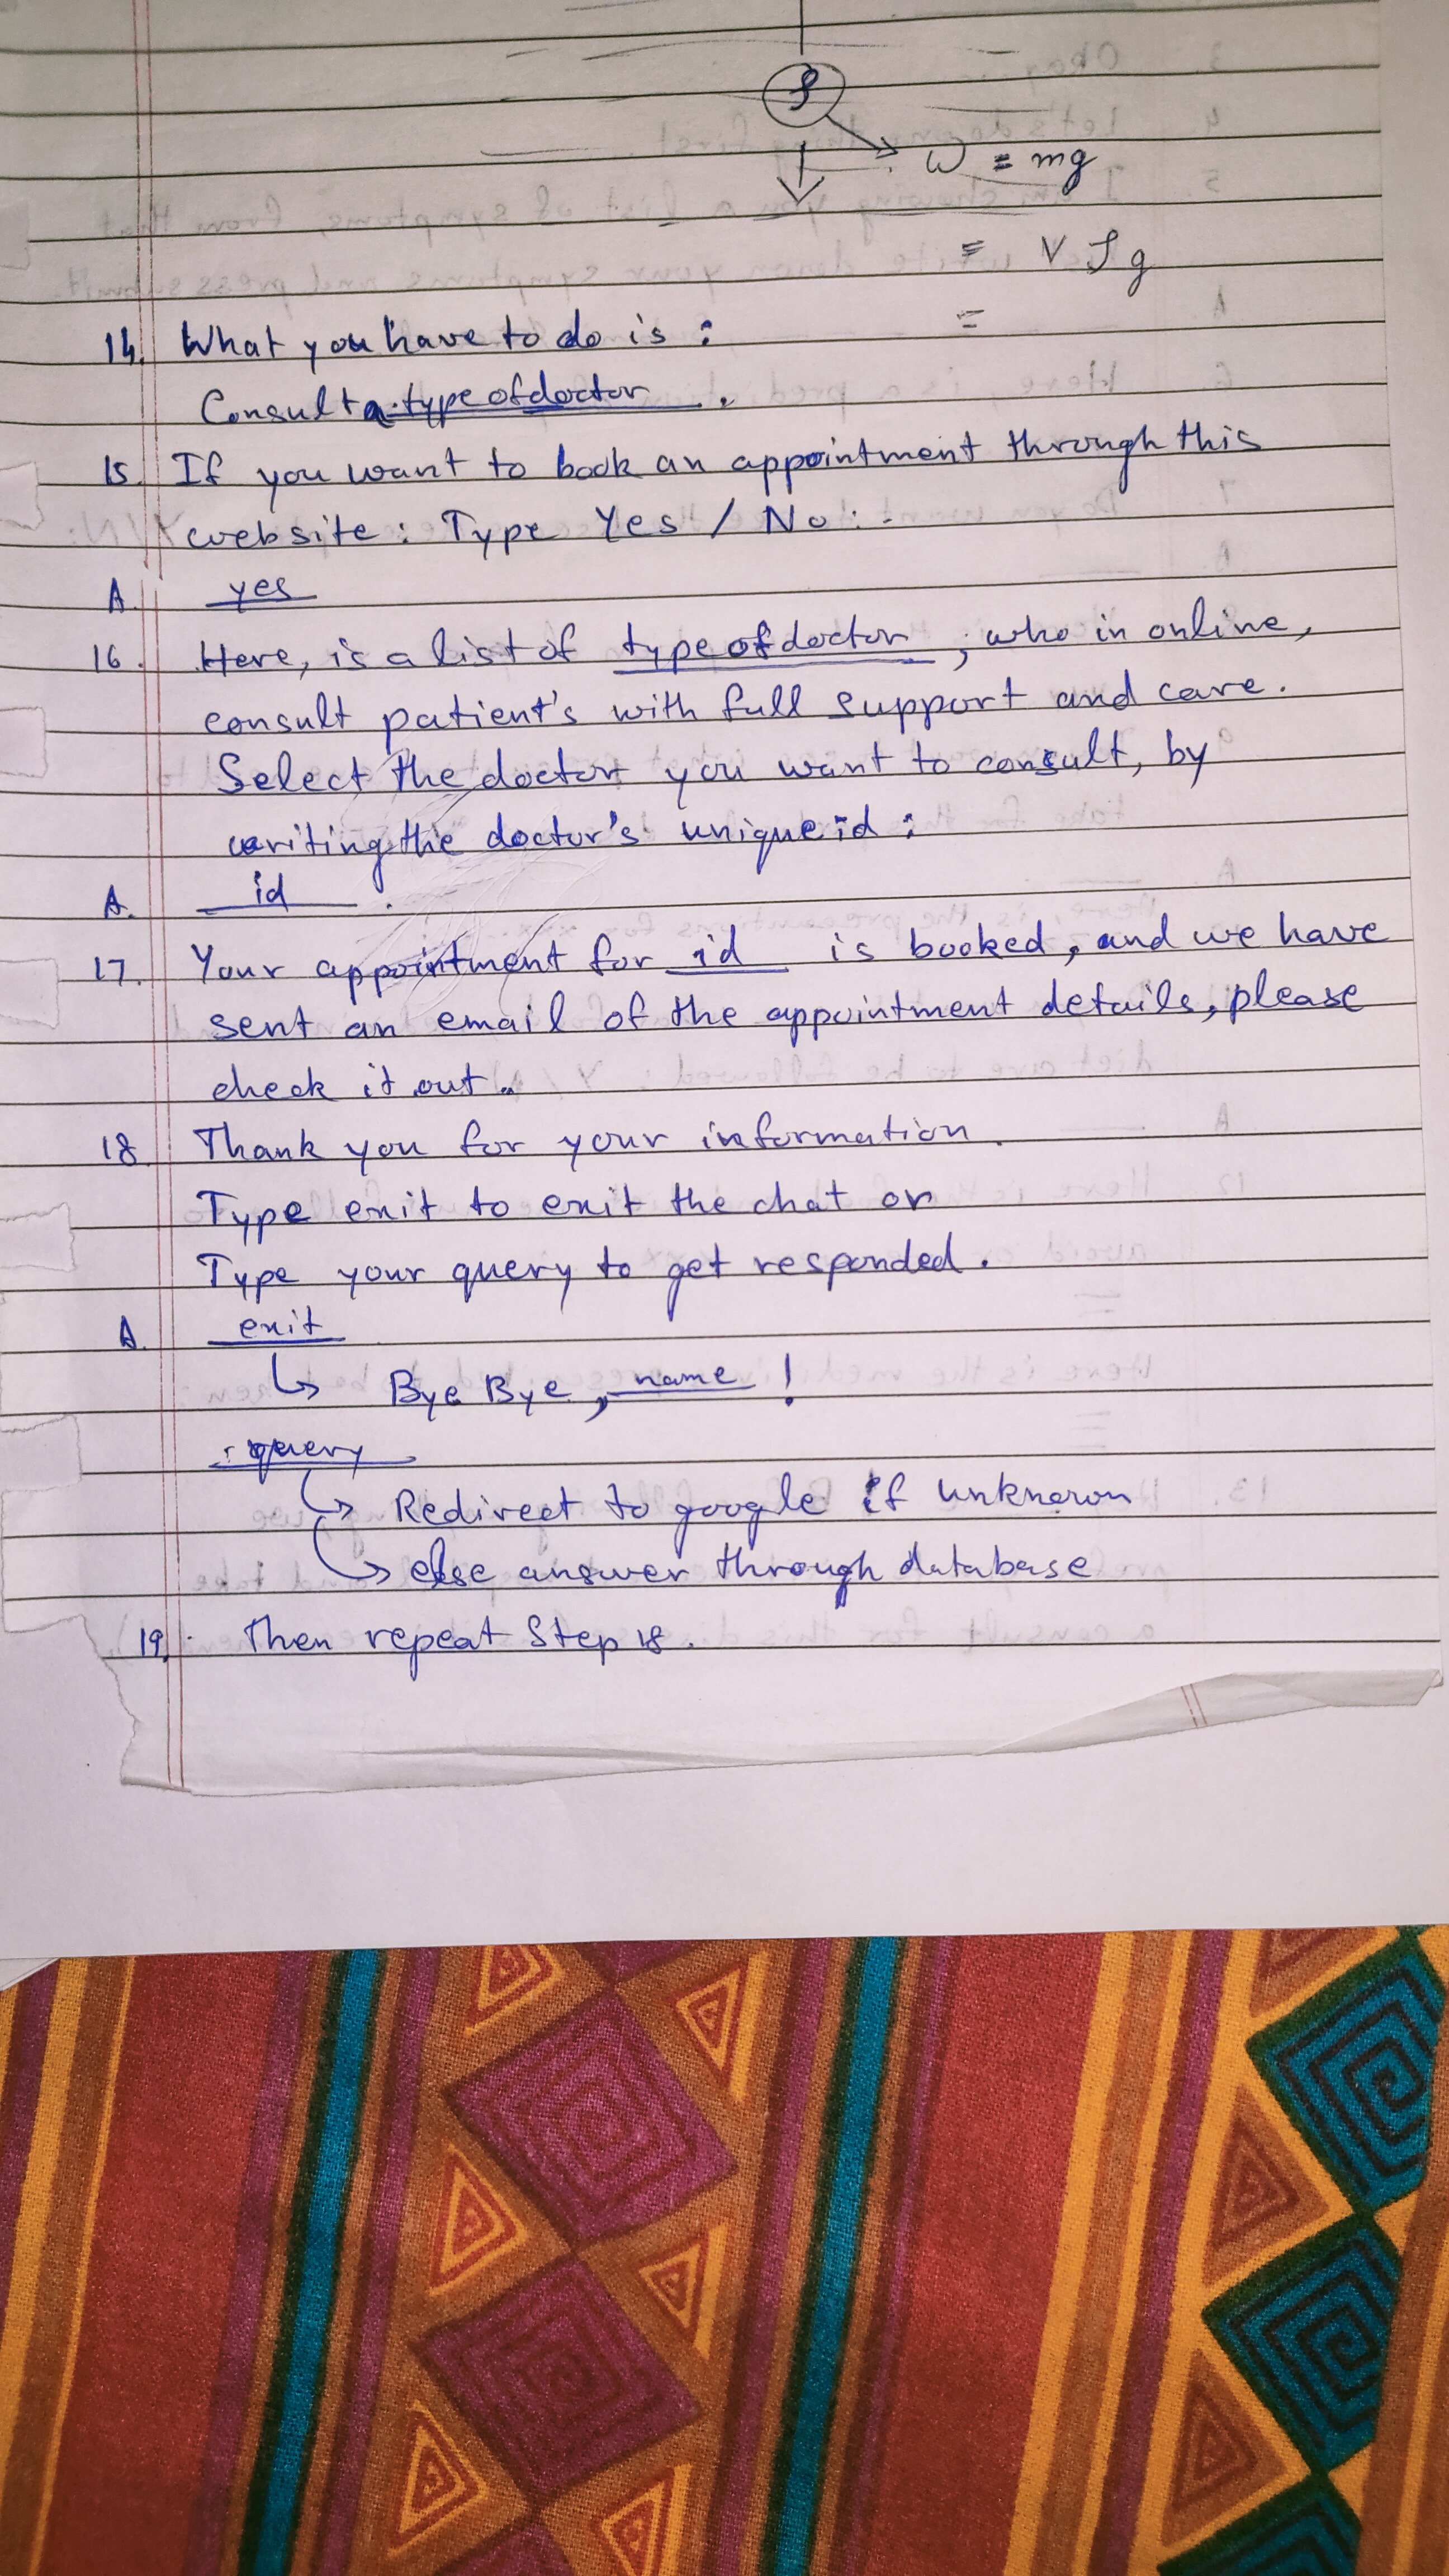 ρ
W = mg
= Vρg
=
14. What you have to do is :
Consult a type of doctor .
15. If you want to book an appointment through this
website : Type Yes / No : -
A. yes
16. Here, is a list of type of doctor , who in online,
consult patient's with full support and care.
Select the doctor you want to consult, by
writing the doctor's unique id :
A. id .
17. Your appointment for id is booked, and we have
sent an email of the appointment details, please
check it out.
18. Thank you for your information.
Type exit to exit the chat or
Type your query to get responded.
A. exit
↳ Bye Bye, name !
: query
↳ Redirect to google if unknown
↳ else answer through database
19. Then repeat Step 18.